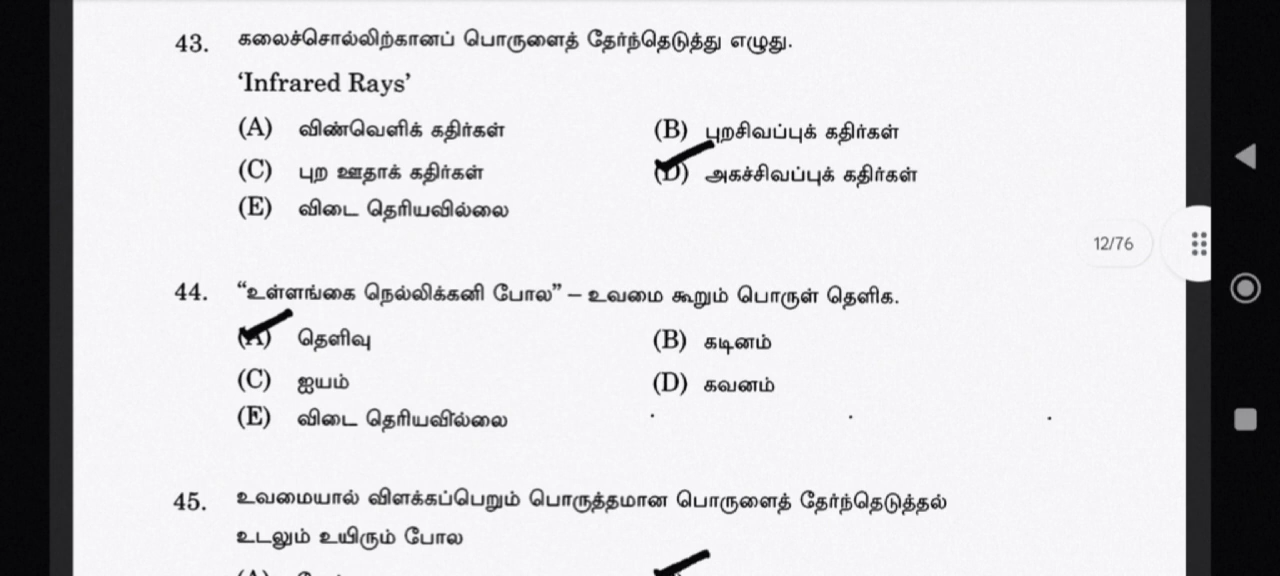 43. கலைச்சொல்லிற்கானப் பொருளைத் தேர்ந்தெடுத்து எழுது.
‘Infrared Rays’
(A) விண்வெளிக் கதிர்கள் (B) புறசிவப்புக் கதிர்கள்
(C) புற ஊதாக் கதிர்கள் (D) அகச்சிவப்புக் கதிர்கள்
(E) விடை தெரியவில்லை
12/76
44. “உள்ளங்கை நெல்லிக்கனி போல” – உவமை கூறும் பொருள் தெளிக.
(A) தெளிவு (B) கடினம்
(C) ஐயம் (D) கவனம்
(E) விடை தெரியவில்லை
45. உவமையால் விளக்கப்பெறும் பொருத்தமான பொருளைத் தேர்ந்தெடுத்தல்
உடலும் உயிரும் போல